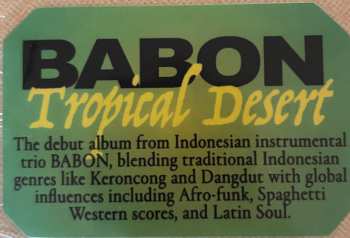 BABON
Tropical Desert
The debut album from Indonesian instrumental
trio BABON, blending traditional Indonesian
genres like Keroncong and Dangdut with global
influences including Afro-funk, Spaghetti
Western scores, and Latin Soul.